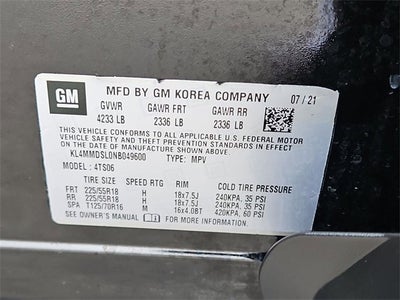 GM
MFD BY GM KOREA COMPANY
07/21
GVWR GAWR FRT GAWR RR
4233 LB 2336 LB 2336 LB
THIS VEHICLE CONFORMS TO ALL APPLICABLE U.S. FEDERAL MOTOR
VEHICLE SAFETY AND THEFT PREVENTION STANDARDS IN EFFECT
ON THE DATE OF MANUFACTURE SHOWN ABOVE.
KL4MMDSL0NB049600 TYPE: MPV
MODEL: 4TS06
TIRE SIZE SPEED RTG RIM COLD TIRE PRESSURE
FRT 225/55R18 H 18x7.5J 240KPA, 35 PSI
RR 225/55R18 H 18x7.5J 240KPA, 35 PSI
SPA T125/70R16 M 16x4.0BT 420KPA, 60 PSI
SEE OWNER'S MANUAL FOR ADDITIONAL INFORMATION.